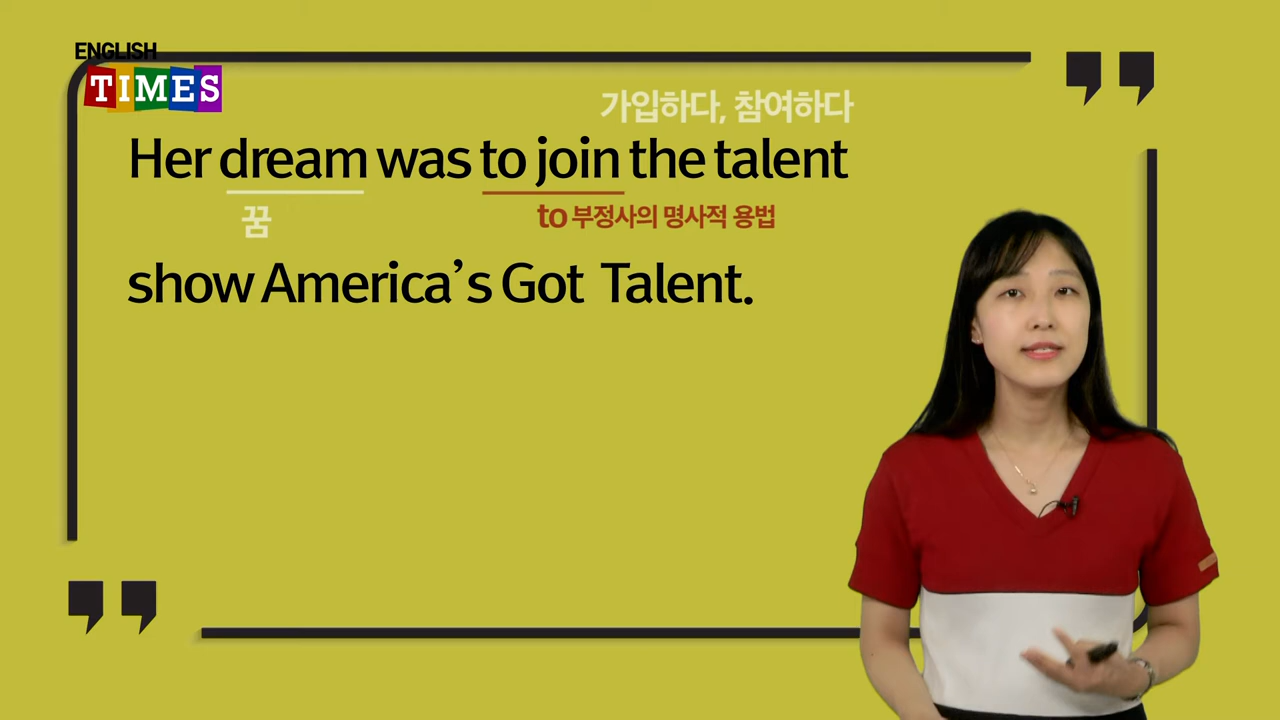 ENGLISH
TIMES
가입하다, 참여하다
Her dream was to join the talent
꿈
to 부정사의 명사적 용법
show America’s Got Talent.